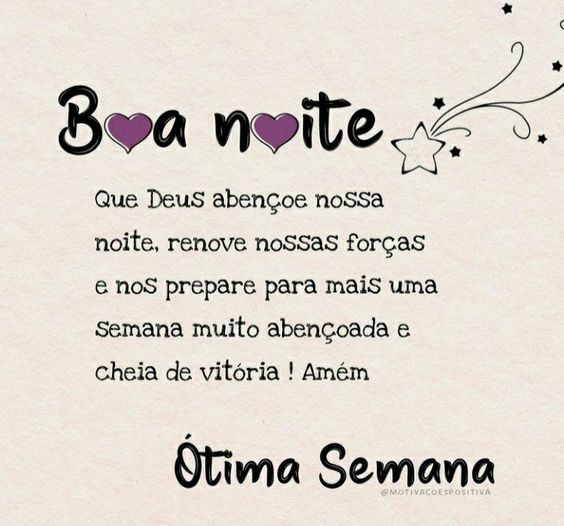 Boa noite
Que Deus abençoe nossa
noite, renove nossas forças
e nos prepare para mais uma
semana muito abençoada e
cheia de vitória ! Amém
Ótima Semana
@MOTIVACOESPOSITIVA